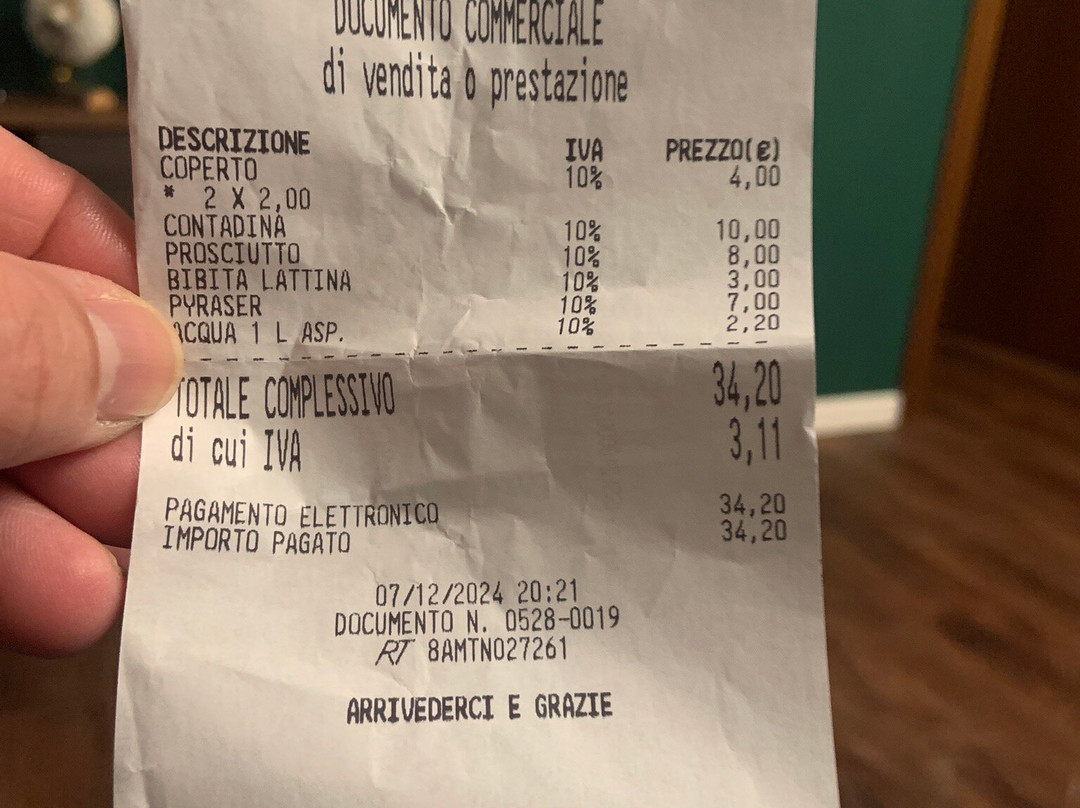 DOCUMENTO COMMERCIALE
di vendita o prestazione
DESCRIZIONE IVA PREZZO(€)
COPERTO 10% 4,00
* 2 X 2,00
CONTADINA 10% 10,00
PROSCIUTTO 10% 8,00
BIBITA LATTINA 10% 3,00
PYRASER 10% 7,00
ACQUA 1 L ASP. 10% 2,20
TOTALE COMPLESSIVO 34,20
di cui IVA 3,11
PAGAMENTO ELETTRONICO 34,20
IMPORTO PAGATO 34,20
07/12/2024 20:21
DOCUMENTO N. 0528-0019
RT 8AMTN027261
ARRIVEDERCI E GRAZIE